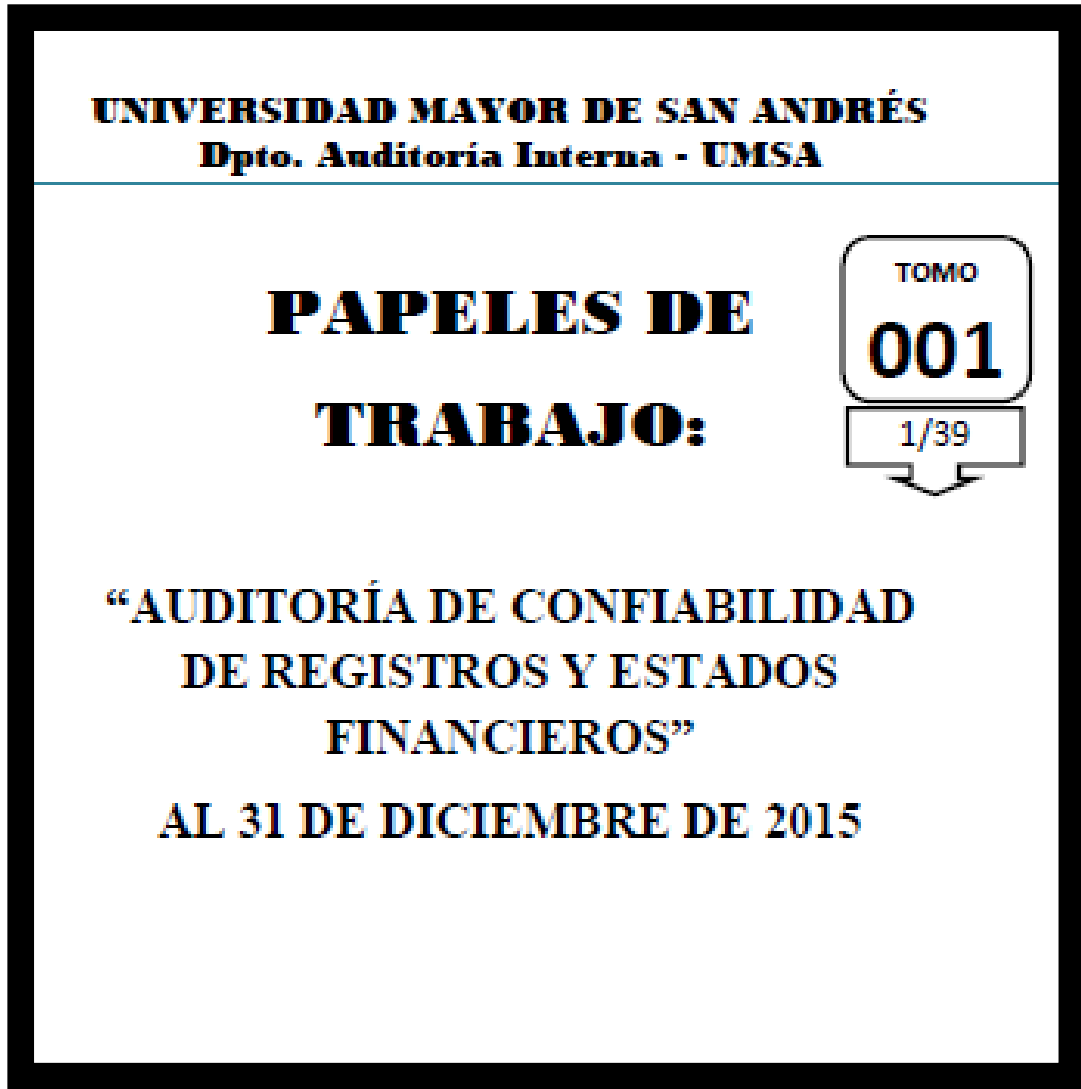 UNIVERSIDAD MAYOR DE SAN ANDRÉS
Dpto. Auditoría Interna - UMSA
PAPELES DE
TRABAJO:
TOMO
001
1/39
“AUDITORÍA DE CONFIABILIDAD
DE REGISTROS Y ESTADOS
FINANCIEROS”
AL 31 DE DICIEMBRE DE 2015